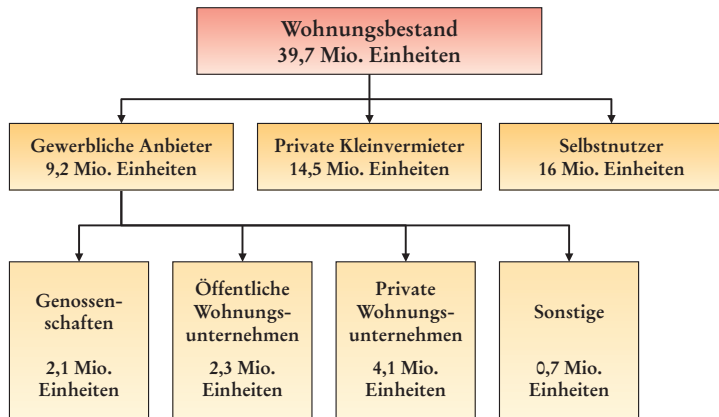 Wohnungsbestand
39,7 Mio. Einheiten
Gewerbliche Anbieter
9,2 Mio. Einheiten
Private Kleinvermieter
14,5 Mio. Einheiten
Selbstnutzer
16 Mio. Einheiten
Genossen-
schaften
2,1 Mio.
Einheiten
Öffentliche
Wohnungs-
unternehmen
2,3 Mio.
Einheiten
Private
Wohnungs-
unternehmen
4,1 Mio.
Einheiten
Sonstige
0,7 Mio.
Einheiten